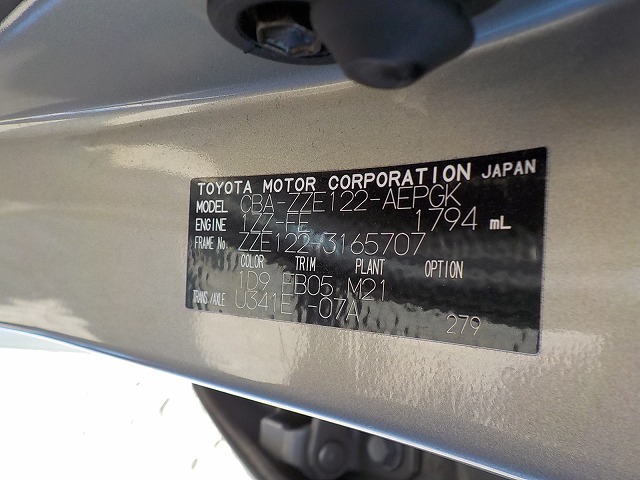 TOYOTA MOTOR CORPORATION JAPAN
MODEL CBA-ZZE122-AEPGK
ENGINE 1ZZ-FE 1794 mL
FRAME No. ZZE122-3165707
COLOR TRIM PLANT OPTION
1D9 FB05 M21
TRANS./AXLE U341E -07A
279